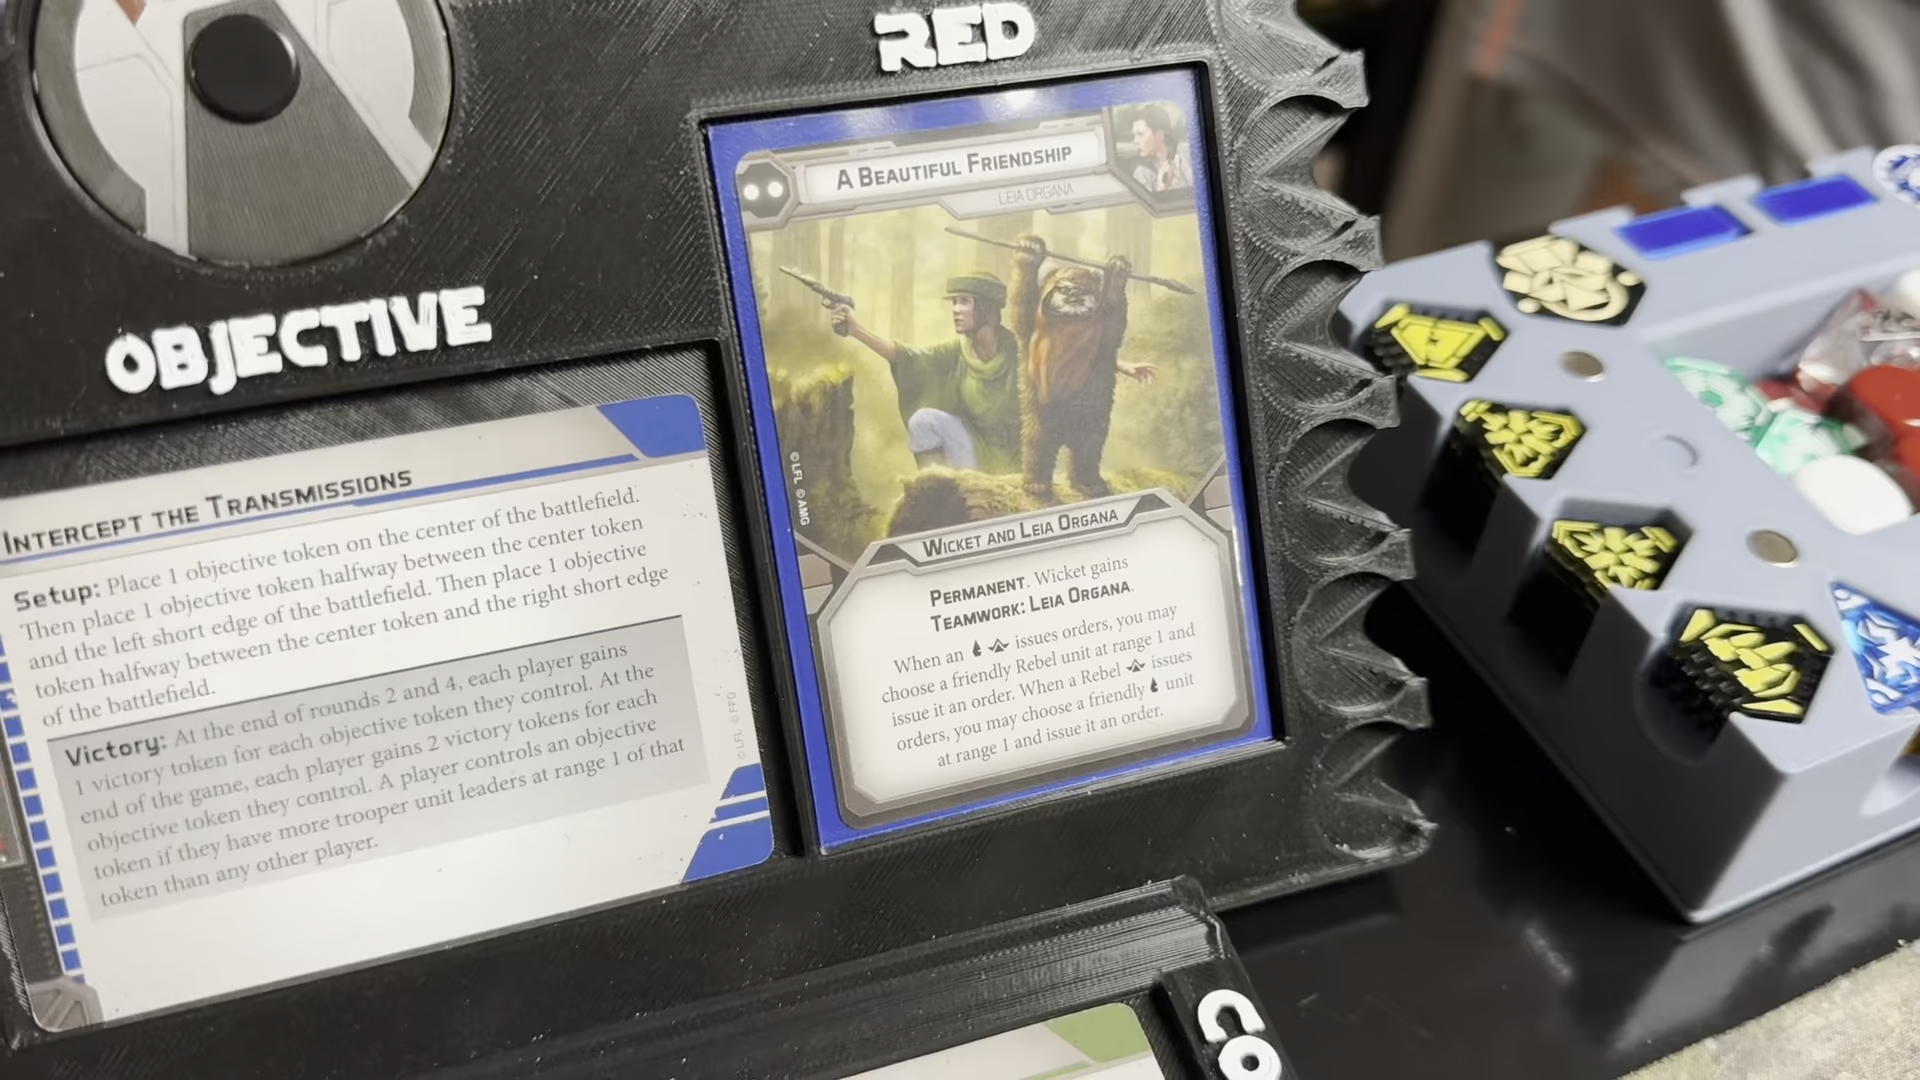 RED
A BEAUTIFUL FRIENDSHIP
LEIA ORGANA
© LFL © AMG
WICKET AND LEIA ORGANA
PERMANENT. Wicket gains
TEAMWORK: LEIA ORGANA.
When an issues orders, you may
choose a friendly Rebel unit at range 1 and
issue it an order. When a Rebel issues
orders, you may choose a friendly unit
at range 1 and issue it an order.
OBJECTIVE
INTERCEPT THE TRANSMISSIONS
Setup: Place 1 objective token on the center of the battlefield.
Then place 1 objective token halfway between the center token
and the left short edge of the battlefield. Then place 1 objective
token halfway between the center token and the right short edge
of the battlefield.
Victory: At the end of rounds 2 and 4, each player gains
1 victory token for each objective token they control. At the
end of the game, each player gains 2 victory tokens for each
objective token they control. A player controls an objective
token if they have more trooper unit leaders at range 1 of that
token than any other player.
© LFL © FFG
CO